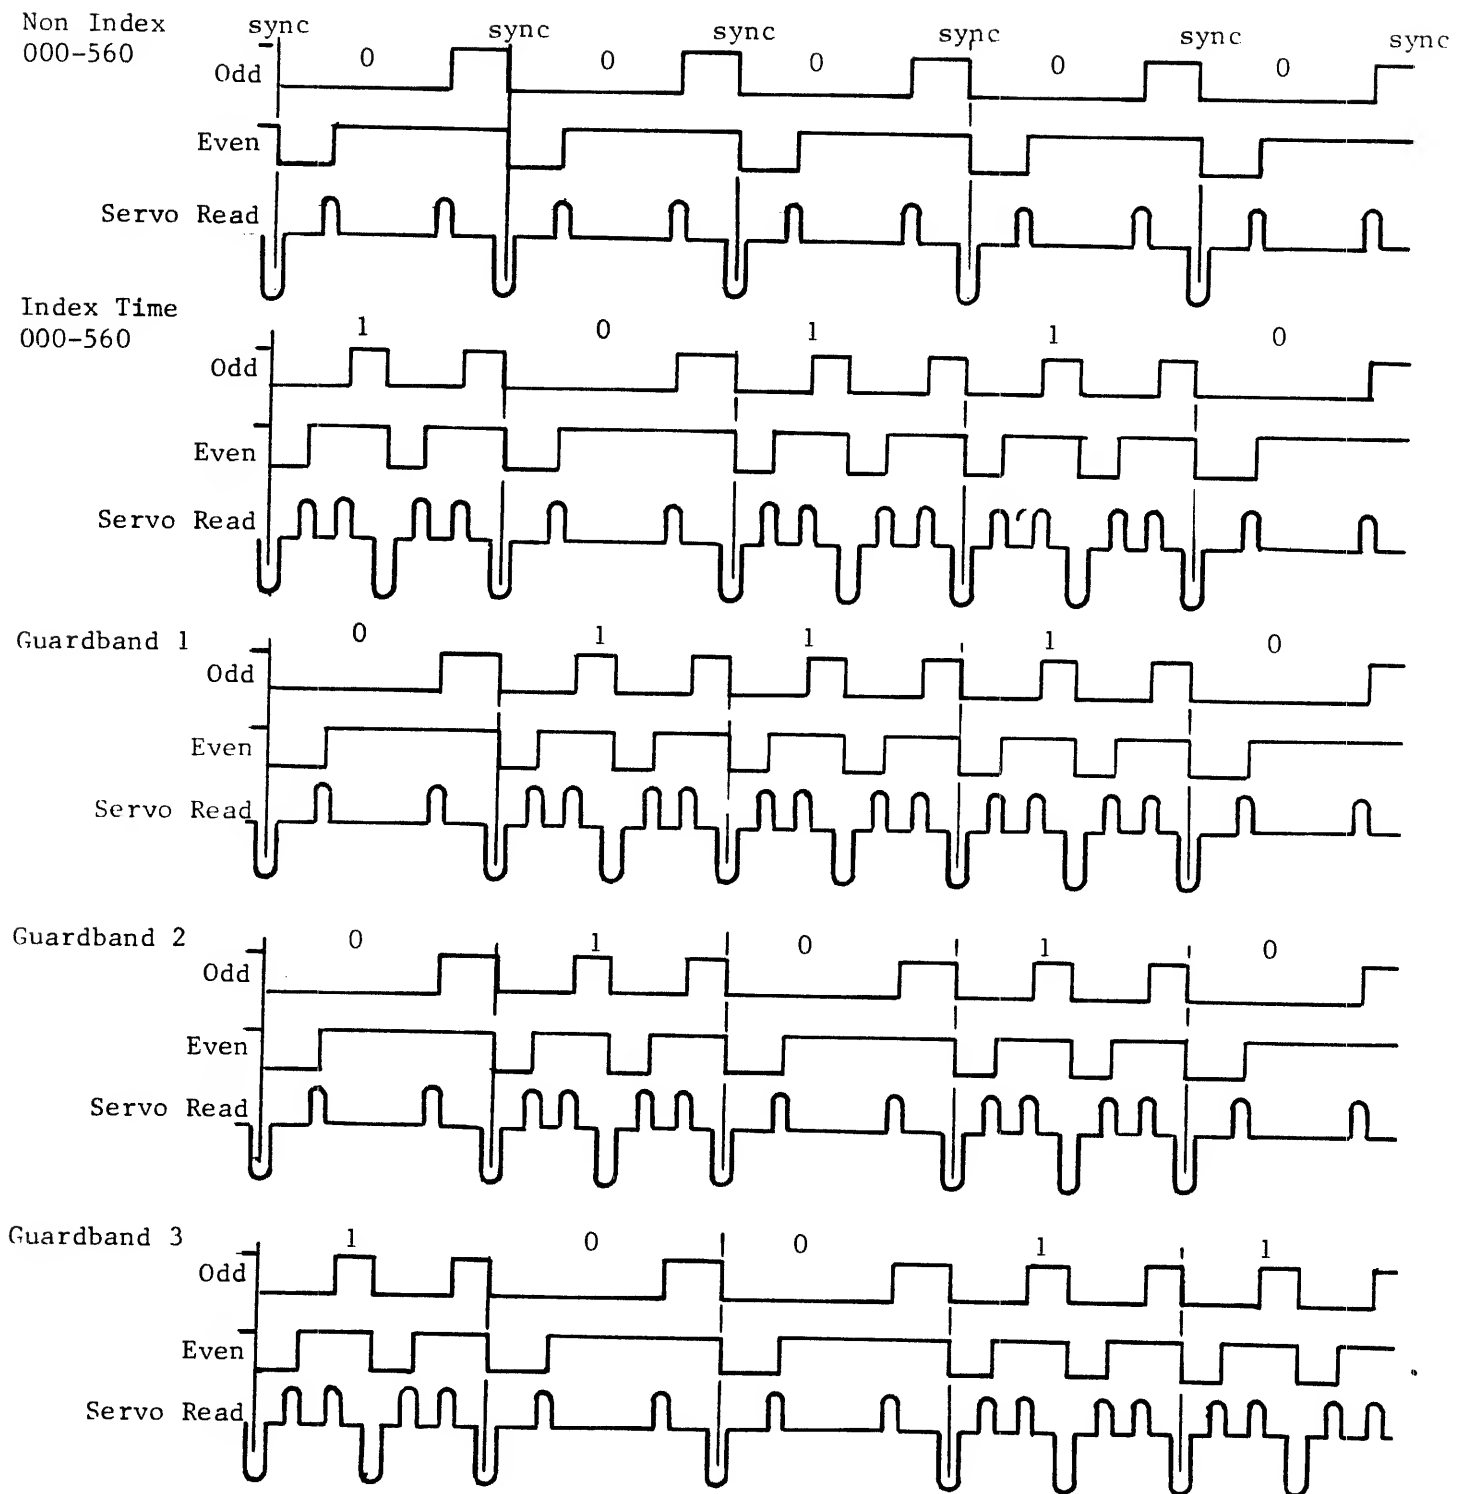 Non Index
000-560
sync sync sync sync sync sync
0 0 0 0 0
Odd
Even
Servo Read
Index Time
000-560
1 0 1 1 0
Odd
Even
Servo Read
Guardband 1
0 1 1 1 0
Odd
Even
Servo Read
Guardband 2
0 1 0 1 0
Odd
Even
Servo Read
Guardband 3
1 0 0 1 1
Odd
Even
Servo Read